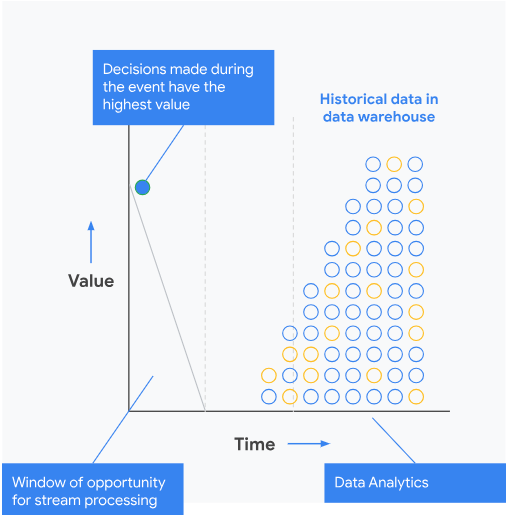 Decisions made during
the event have the
highest value
Historical data in
data warehouse
Value
Time
Window of opportunity
for stream processing
Data Analytics